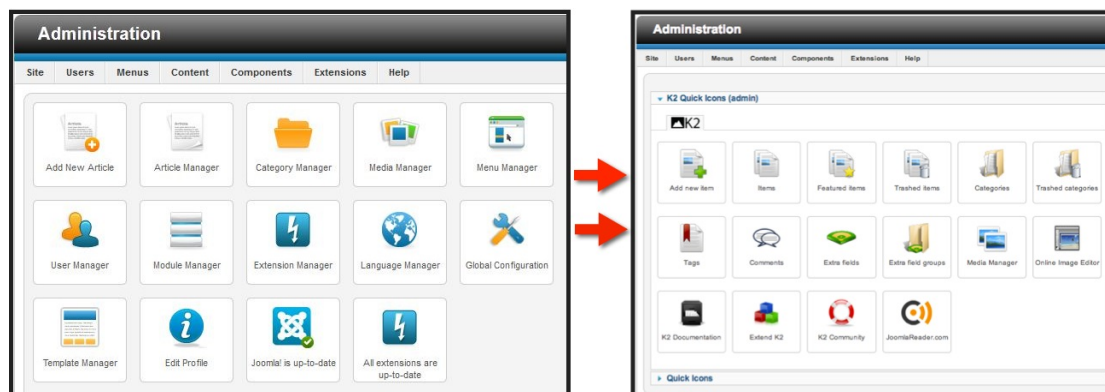 Administration
Site Users Menus Content Components Extensions Help
Add New Article Article Manager Category Manager Media Manager Menu Manager
User Manager Module Manager Extension Manager Language Manager Global Configuration
Template Manager Edit Profile Joomla! is up-to-date All extensions are
up-to-date
Administration
Site Users Menus Content Components Extensions Help
K2 Quick Icons (admin)
K2
Add new item Items Featured items Trashed items Categories Trashed categories
Tags Comments Extra fields Extra field groups Media Manager Online Image Editor
K2 Documentation Extend K2 K2 Community JoomlaReader.com
Quick Icons